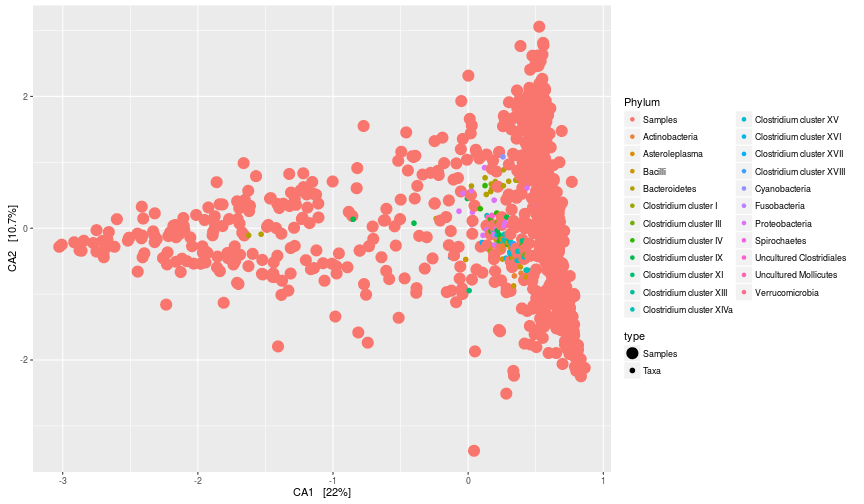 2
0
-2
CA2 [10.7%]
-3
-2
-1
0
1
CA1 [22%]
Phylum
Samples
Actinobacteria
Asteroleplasma
Bacilli
Bacteroidetes
Clostridium cluster I
Clostridium cluster III
Clostridium cluster IV
Clostridium cluster IX
Clostridium cluster XI
Clostridium cluster XIII
Clostridium cluster XIVa
Clostridium cluster XV
Clostridium cluster XVI
Clostridium cluster XVII
Clostridium cluster XVIII
Cyanobacteria
Fusobacteria
Proteobacteria
Spirochaetes
Uncultured Clostridiales
Uncultured Mollicutes
Verrucomicrobia
type
Samples
Taxa